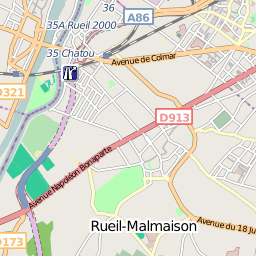 36
35A Rueil 2000
A86
35 Chatou
Avenue de Colmar
D321
D913
Avenue Napoléon Bonaparte
Rueil-Malmaison
Avenue du 18 Ju
D173